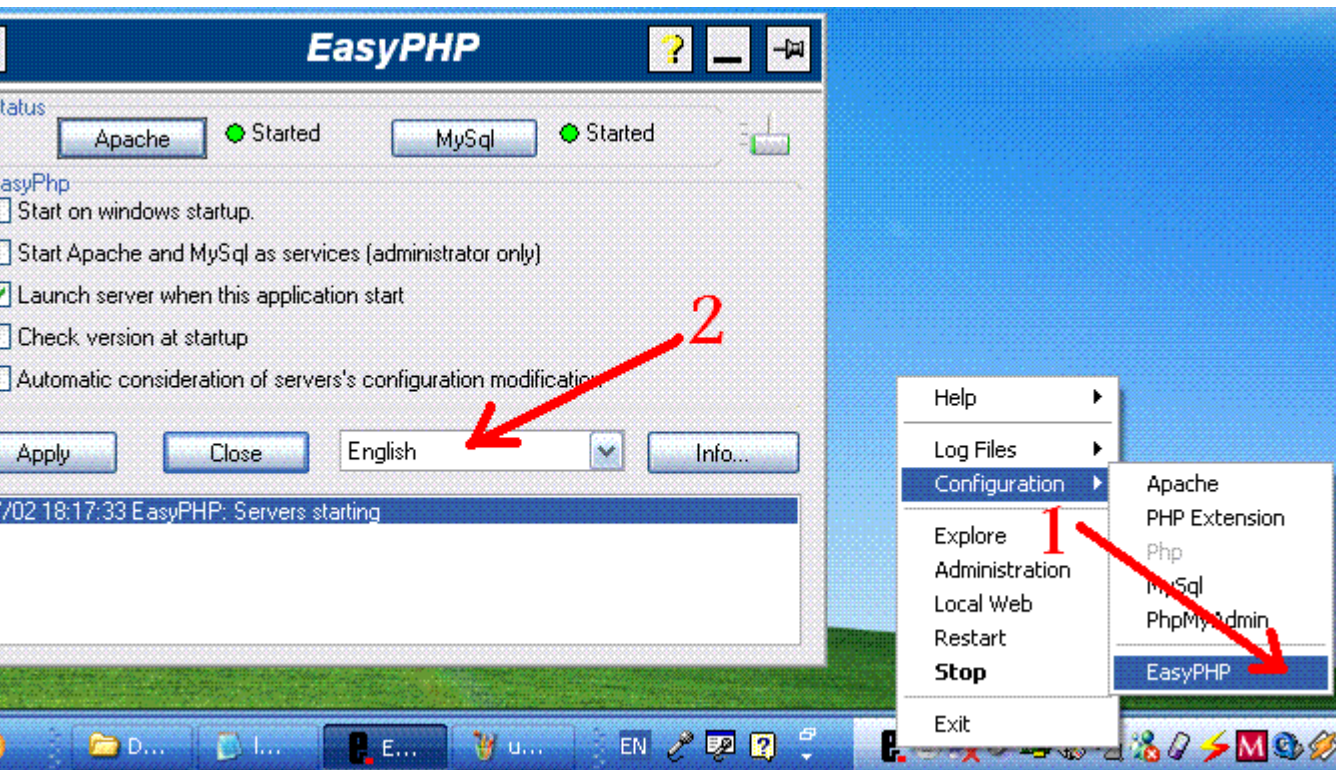 EasyPHP
?
tatus
Apache Started MySql Started
asyPhp
Start on windows startup.
Start Apache and MySql as services (administrator only)
Launch server when this application start
Check version at startup
Automatic consideration of servers's configuration modification
2
Apply Close English Info...
/02 18:17:33 EasyPHP: Servers starting
Help
Log Files
Configuration
Explore
Administration
Local Web
Restart
Stop
Exit
1
Apache
PHP Extension
Php
MySql
PhpMyAdmin
EasyPHP
D... I... E... u... EN ? e. M